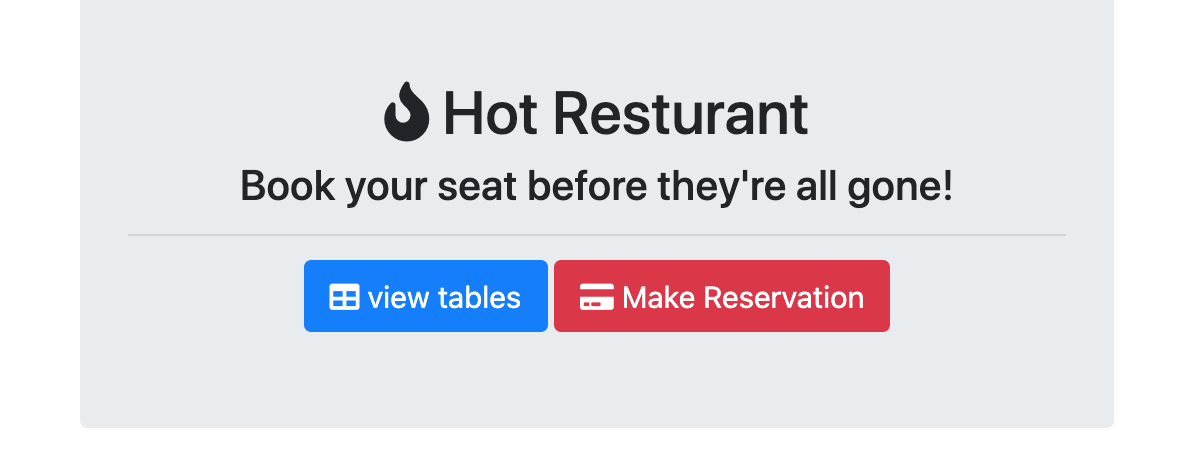 Hot Resturant
Book your seat before they're all gone!
view tables Make Reservation